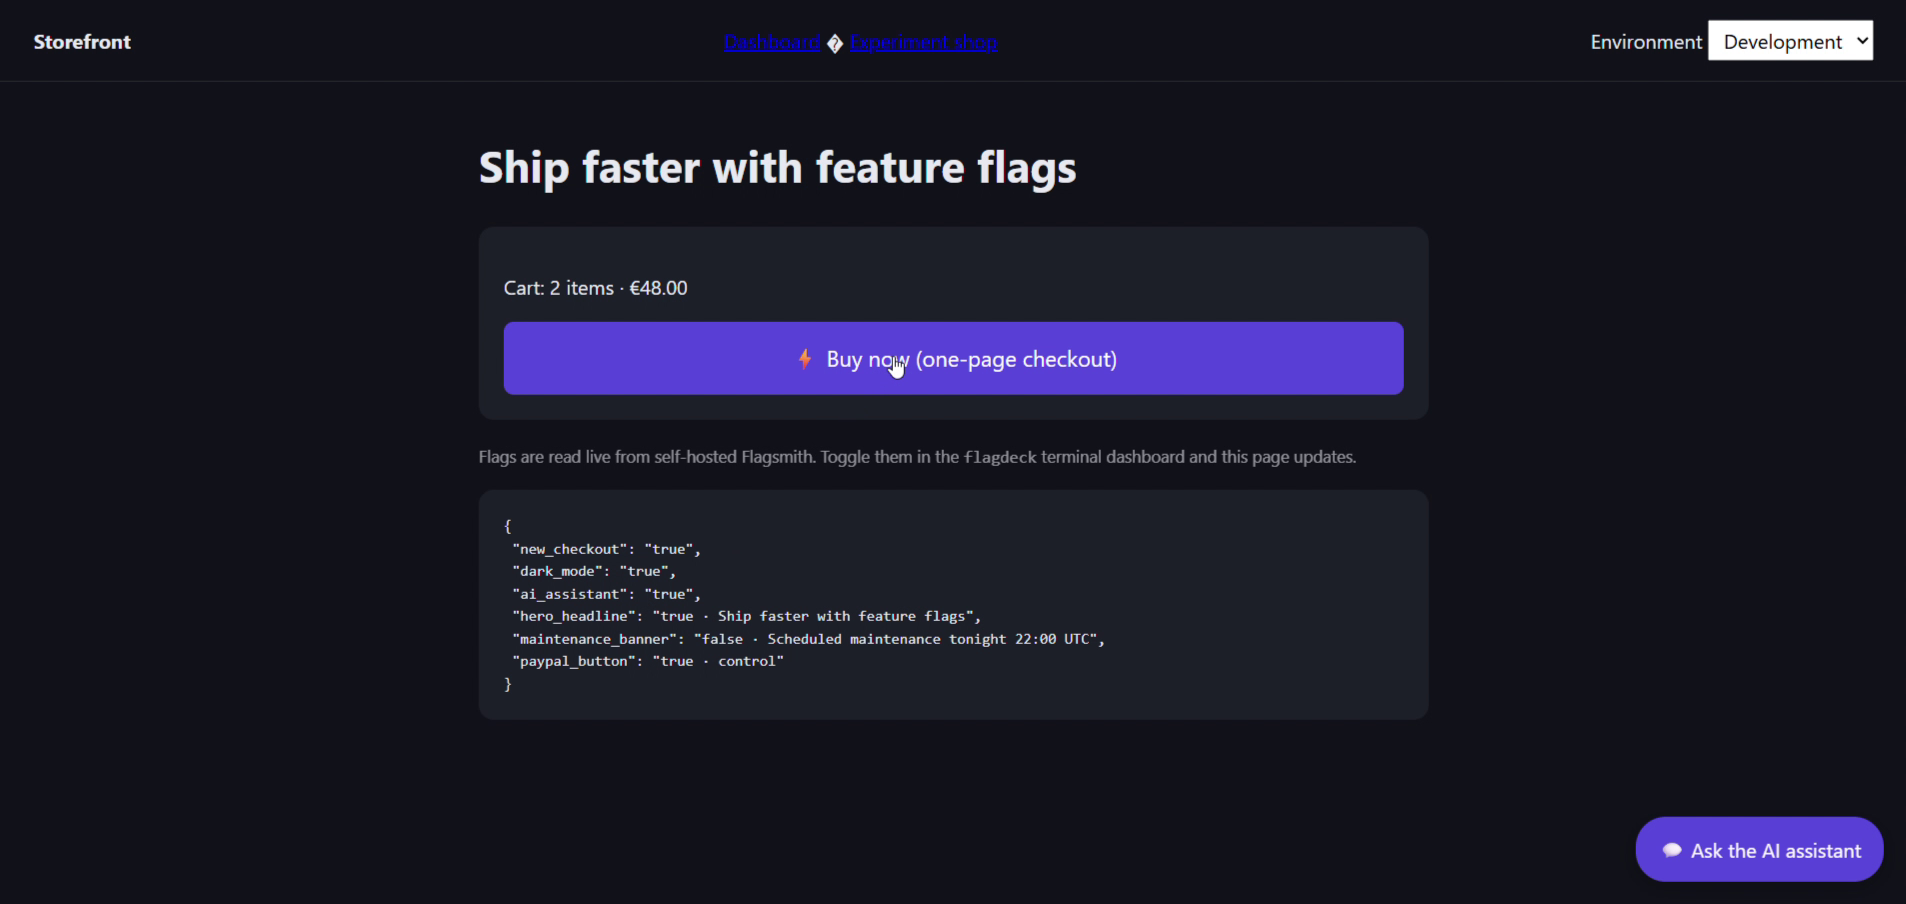 Storefront
Dashboard � Experiment shop
Environment Development
Ship faster with feature flags
Cart: 2 items · €48.00
⚡ Buy now (one-page checkout)
Flags are read live from self-hosted Flagsmith. Toggle them in the flagdeck terminal dashboard and this page updates.
{
"new_checkout": "true",
"dark_mode": "true",
"ai_assistant": "true",
"hero_headline": "true · Ship faster with feature flags",
"maintenance_banner": "false · Scheduled maintenance tonight 22:00 UTC",
"paypal_button": "true · control"
}
💬 Ask the AI assistant